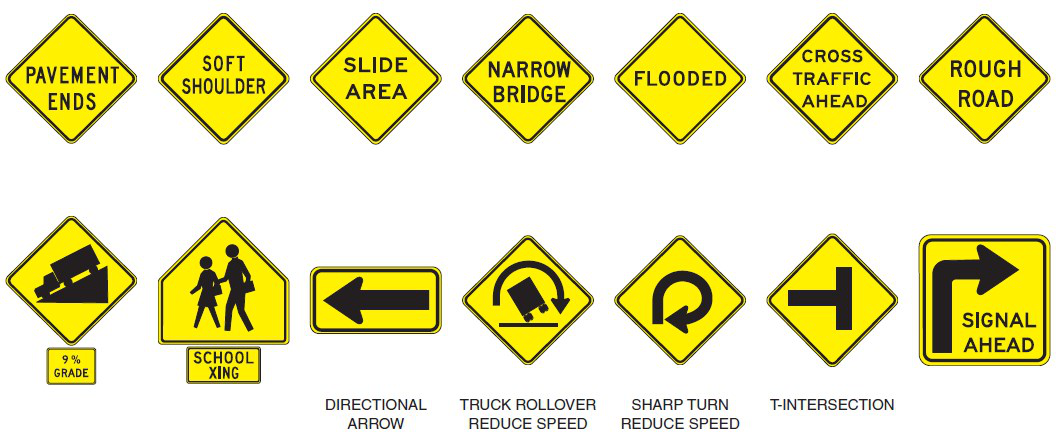 PAVEMENT
ENDS
SOFT
SHOULDER
SLIDE
AREA
NARROW
BRIDGE
FLOODED
CROSS
TRAFFIC
AHEAD
ROUGH
ROAD
9 %
GRADE
SCHOOL
XING
SIGNAL
AHEAD
DIRECTIONAL
ARROW
TRUCK ROLLOVER
REDUCE SPEED
SHARP TURN
REDUCE SPEED
T-INTERSECTION